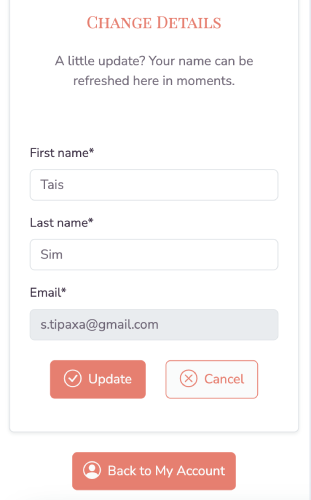 Change Details
A little update? Your name can be
refreshed here in moments.
First name*
Tais
Last name*
Sim
Email*
s.tipaxa@gmail.com
Update
Cancel
Back to My Account